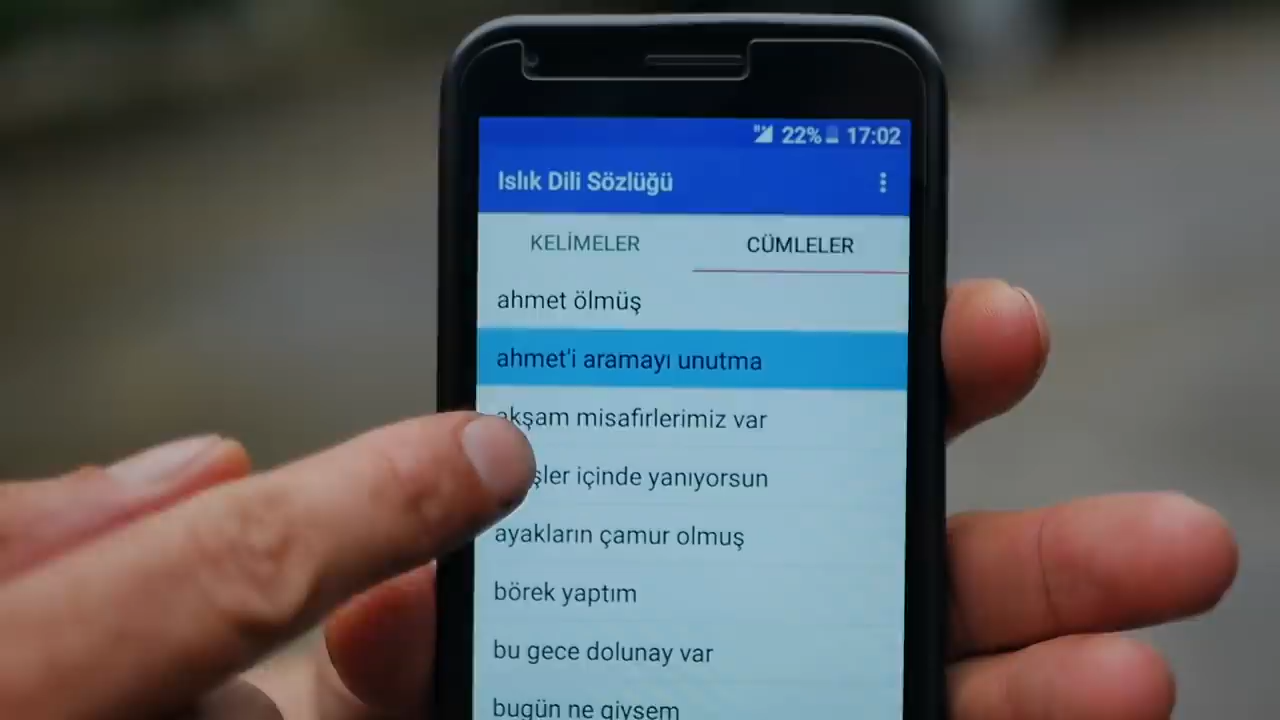 22% 17:02
Islık Dili Sözlüğü
KELİMELER CÜMLELER
ahmet ölmüş
ahmet'i aramayı unutma
akşam misafirlerimiz var
içinde yanıyorsun
ayakların çamur olmuş
börek yaptım
bu gece dolunay var
bugün ne giysem